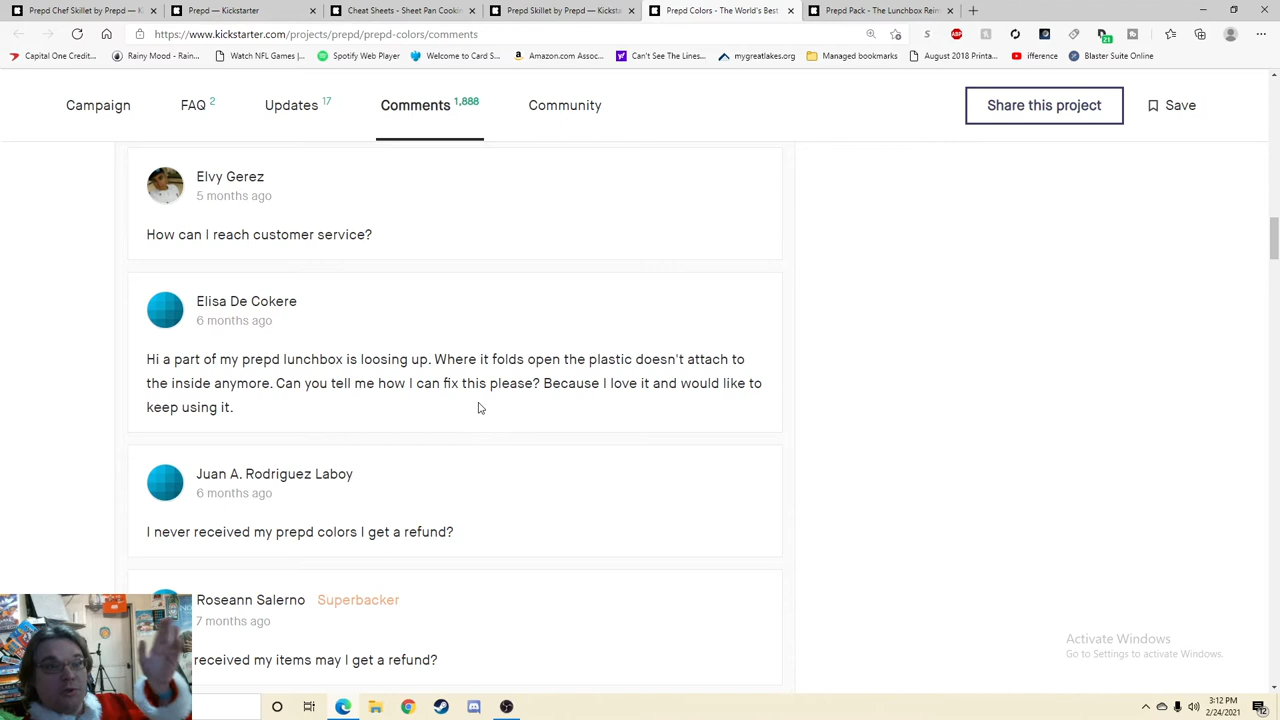 Prepd Chef Skillet by Prepd — Kick
Prepd — Kickstarter
Cheat Sheets - Sheet Pan Cookin
Prepd Skillet by Prepd — Kickst
Prepd Colors - The World's Best
Prepd Pack - The Lunchbox Rei
https://www.kickstarter.com/projects/prepd/prepd-colors/comments
Capital One Credit...
Rainy Mood - Rain...
Watch NFL Games |...
Spotify Web Player
Welcome to Card S...
Amazon.com Assoc...
Can't See The Lines...
mygreatlakes.org
Managed bookmarks
August 2018 Printa...
ifference
Blaster Suite Online
Campaign
FAQ 2
Updates 17
Comments 1,888
Community
Share this project
Save
Elvy Gerez
5 months ago
How can I reach customer service?
Elisa De Cokere
6 months ago
Hi a part of my prepd lunchbox is loosing up. Where it folds open the plastic doesn't attach to
the inside anymore. Can you tell me how I can fix this please? Because I love it and would like to
keep using it.
Juan A. Rodriguez Laboy
6 months ago
I never received my prepd colors I get a refund?
Roseann Salerno Superbacker
7 months ago
received my items may I get a refund?
Activate Windows
Go to Settings to activate Windows.
3:12 PM
2/24/2021